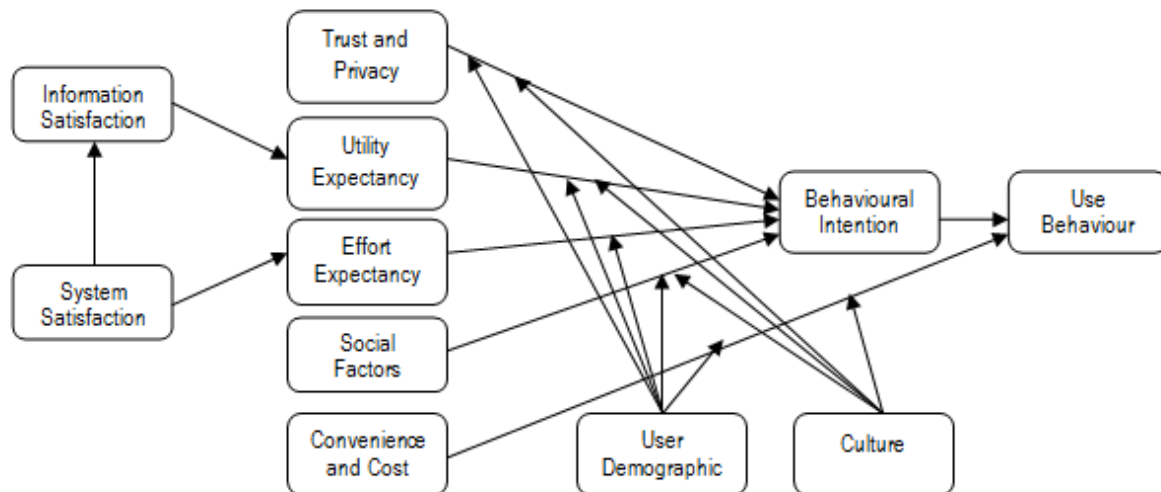 Trust and
Privacy
Information
Satisfaction
Utility
Expectancy
Behavioural
Intention
Use
Behaviour
Effort
Expectancy
System
Satisfaction
Social
Factors
Convenience
and Cost
User
Demographic
Culture